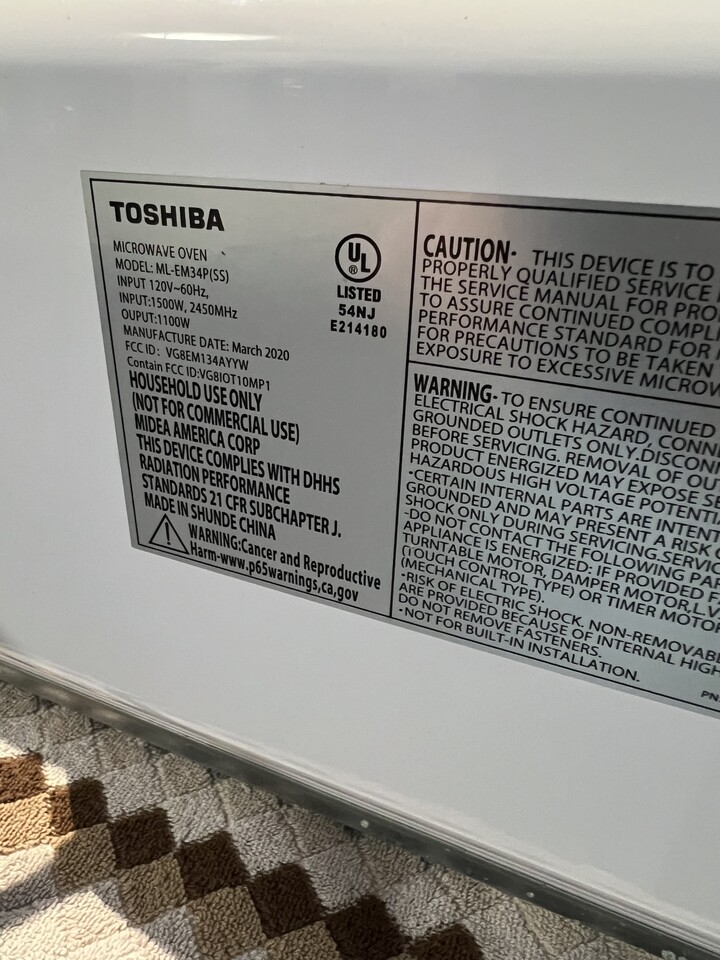 TOSHIBA
MICROWAVE OVEN
MODEL: ML-EM34P(SS)
INPUT 120V~60Hz,
INPUT:1500W, 2450MHz
OUPUT:1100W
MANUFACTURE DATE: March 2020
FCC ID: VG8EM134AYYW
Contain FCC ID:VG8IOT10MP1
HOUSEHOLD USE ONLY
(NOT FOR COMMERCIAL USE)
MIDEA AMERICA CORP
THIS DEVICE COMPLIES WITH DHHS
RADIATION PERFORMANCE
STANDARDS 21 CFR SUBCHAPTER J.
MADE IN SHUNDE CHINA
WARNING:Cancer and Reproductive
Harm-www.p65warnings,ca,gov
UL
LISTED
54NJ
E214180
CAUTION- THIS DEVICE IS TO
PROPERLY QUALIFIED SERVICE
THE SERVICE MANUAL FOR
TO ASSURE CONTINUED
PERFORMANCE STANDARD FOR
FOR PRECAUTIONS TO BE TAKEN
EXPOSURE TO EXCESSIVE
WARNING- TO ENSURE CONTINUED
ELECTRICAL SHOCK HAZARD,
GROUNDED OUTLETS ONLY.
BEFORE SERVICING. REMOVAL OF
PRODUCT ENERGIZED MAY EXPOSE
HAZARDOUS HIGH VOLTAGE
·CERTAIN INTERNAL PARTS ARE
GROUNDED AND MAY PRESENT A RISK
SHOCK ONLY DURING SERVICING.
-DO NOT CONTACT THE FOLLOWING
APPLIANCE IS ENERGIZED: IF PROVIDED
TURNTABLE MOTOR, DAMPER MOTOR,
(TOUCH CONTROL TYPE) OR TIMER
(MECHANICAL TYPE).
·RISK OF ELECTRIC SHOCK.
ARE PROVIDED BECAUSE OF INTERNAL HIGH
DO NOT REMOVE FASTENERS.
·NOT FOR BUILT-IN INSTALLATION.
PN